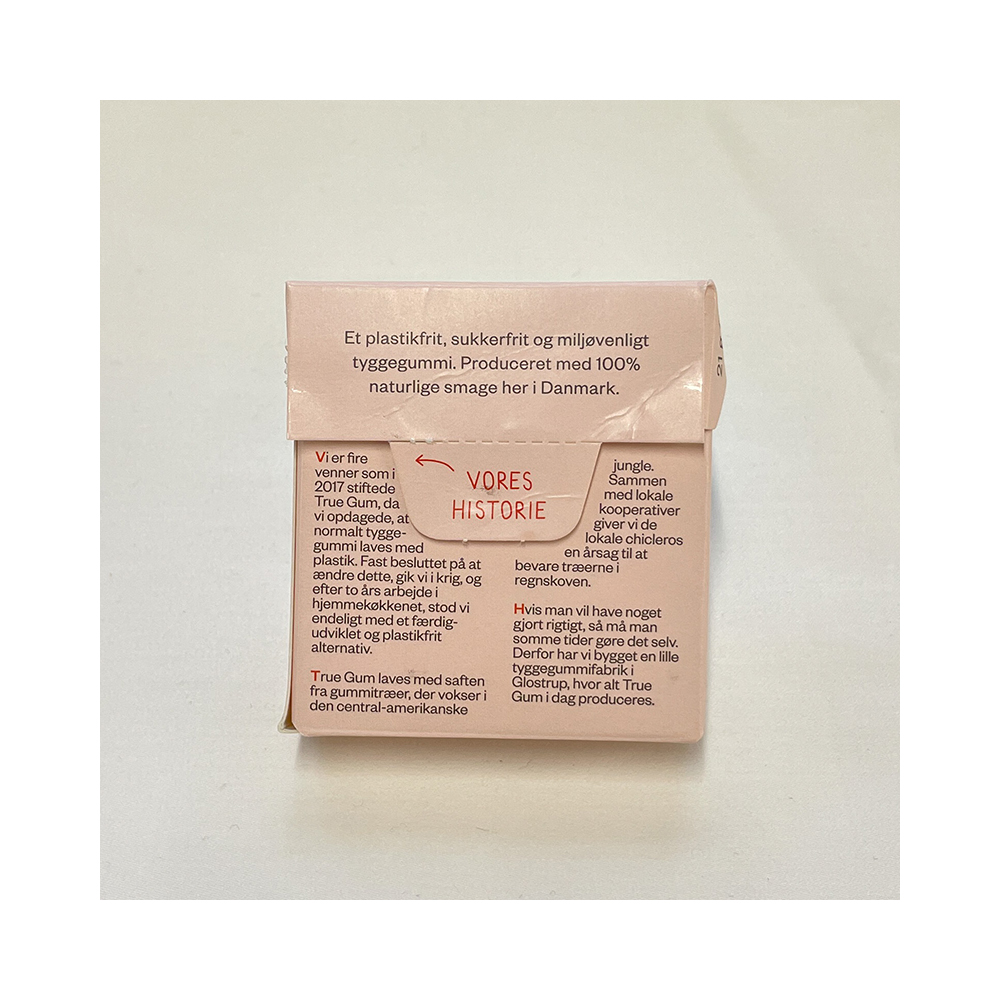 Et plastikfrit, sukkerfrit og miljøvenligt
tyggegummi. Produceret med 100%
naturlige smage her i Danmark.
VORES
HISTORIE
Vi er fire
venner som i
2017 stiftede
True Gum, da
vi opdagede, at
normalt tygge-
gummi laves med
plastik. Fast besluttet på at
ændre dette, gik vi i krig, og
efter to års arbejde i
hjemmekøkkenet, stod vi
endeligt med et færdig-
udviklet og plastikfrit
alternativ.
True Gum laves med saften
fra gummitræer, der vokser i
den central-amerikanske
jungle.
Sammen
med lokale
kooperativer
giver vi de
lokale chicleros
en årsag til at
bevare træerne i
regnskoven.
Hvis man vil have noget
gjort rigtigt, så må man
somme tider gøre det selv.
Derfor har vi bygget en lille
tyggegummifabrik i
Glostrup, hvor alt True
Gum i dag produceres.